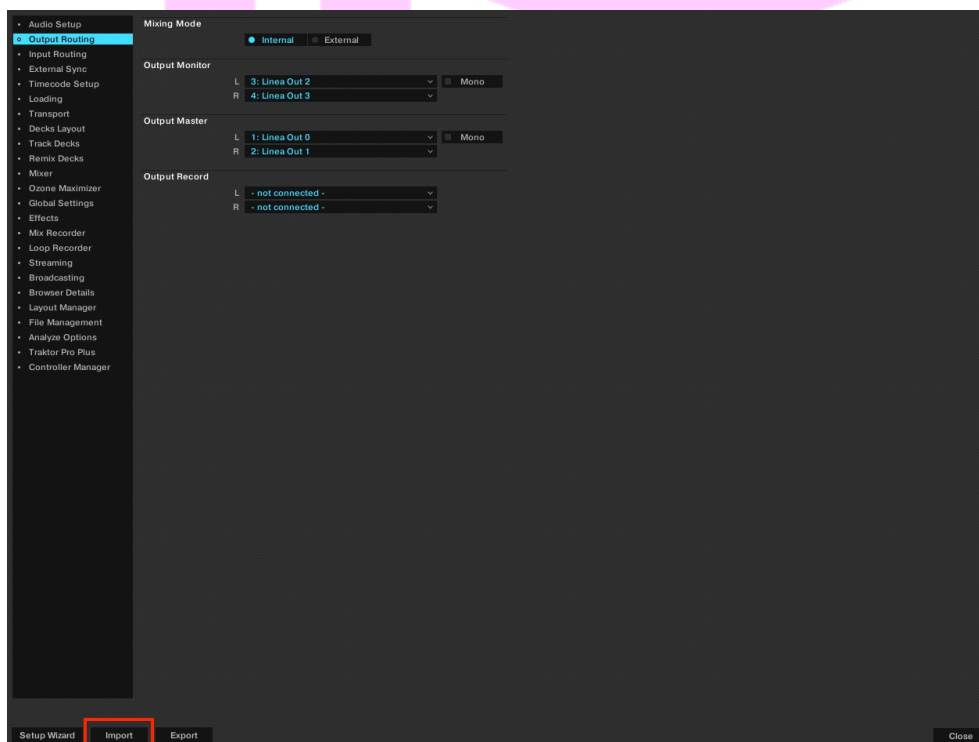 Audio Setup
Output Routing
Input Routing
External Sync
Timecode Setup
Loading
Transport
Decks Layout
Track Decks
Remix Decks
Mixer
Ozone Maximizer
Global Settings
Effects
Mix Recorder
Loop Recorder
Streaming
Broadcasting
Browser Details
Layout Manager
File Management
Analyze Options
Traktor Pro Plus
Controller Manager
Mixing Mode
Internal External
Output Monitor
L 3: Linea Out 2 Mono
R 4: Linea Out 3
Output Master
L 1: Linea Out 0 Mono
R 2: Linea Out 1
Output Record
L - not connected -
R - not connected -
Setup Wizard Import Export Close